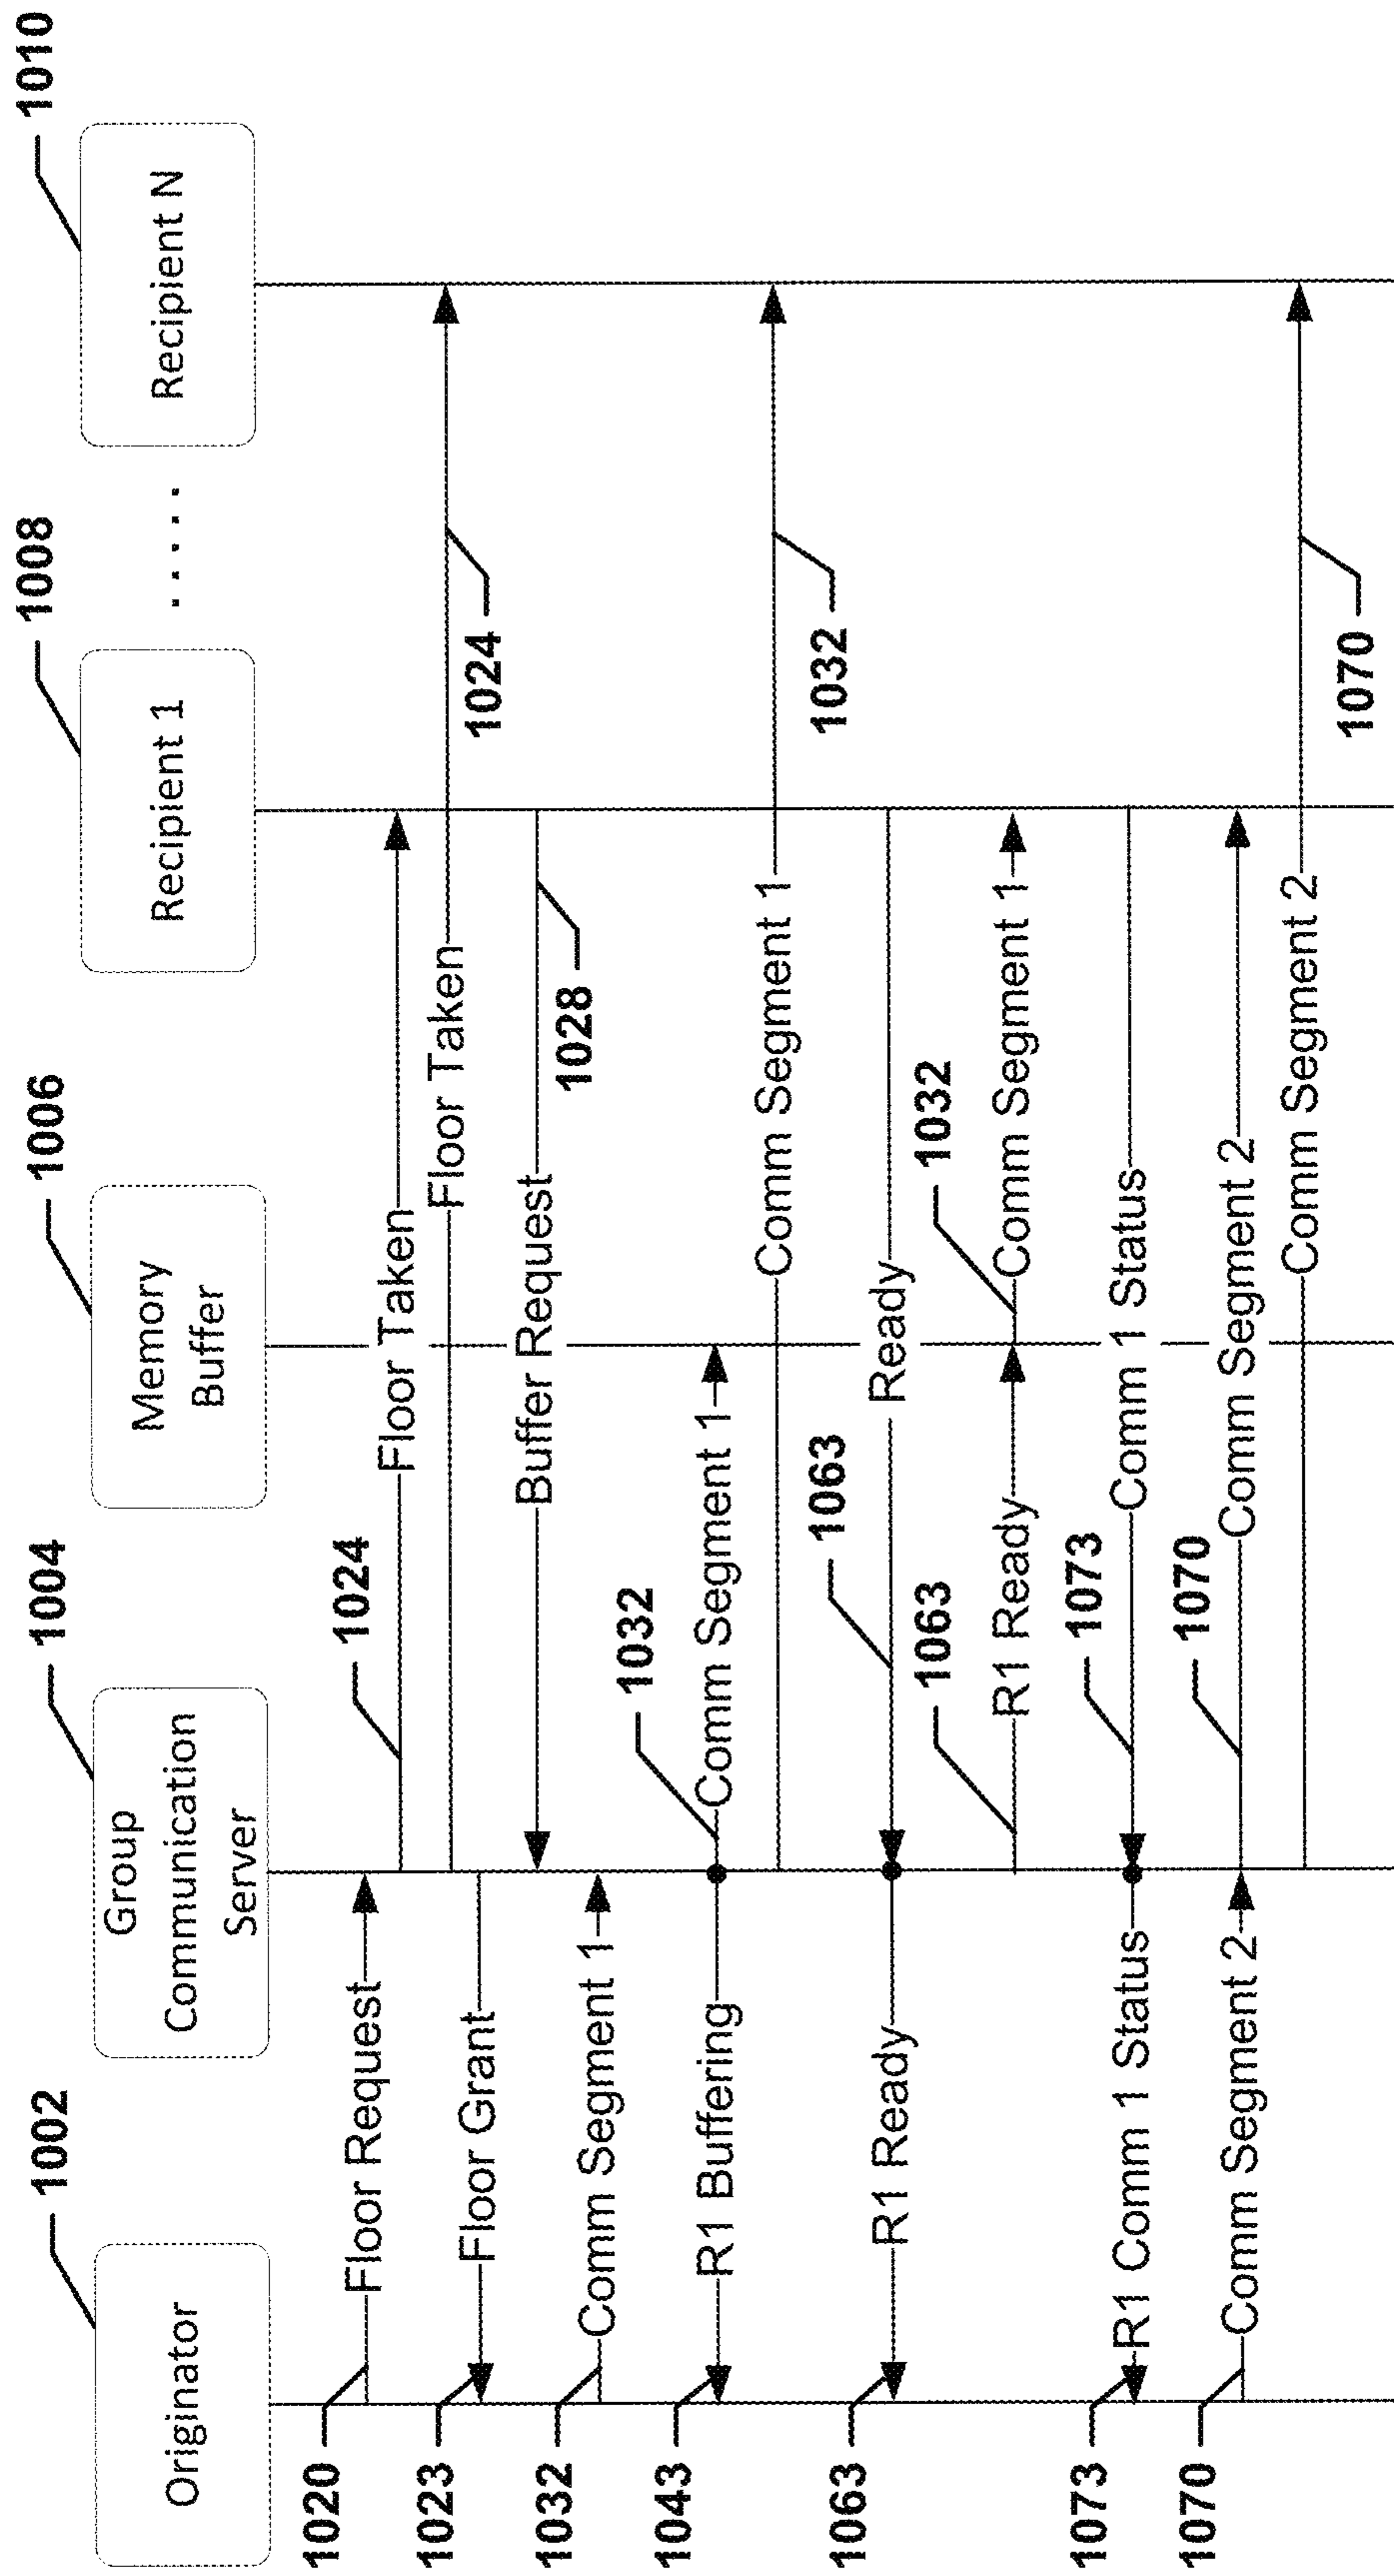 1002
1004
1006
1008
1010
Originator
Group
Communication
Server
Memory
Buffer
Recipient 1
.....
Recipient N
1020
Floor Request
1024
Floor Taken
Floor Taken
1024
1023
Floor Grant
Buffer Request
1028
1032
Comm Segment 1
1043
R1 Buffering
1032
Comm Segment 1
Comm Segment 1
1032
1063
R1 Ready
1063
Ready
1063
R1 Ready
1032
Comm Segment 1
1073
R1 Comm 1 Status
1073
Comm 1 Status
1070
Comm Segment 2
1070
Comm Segment 2
Comm Segment 2
1070